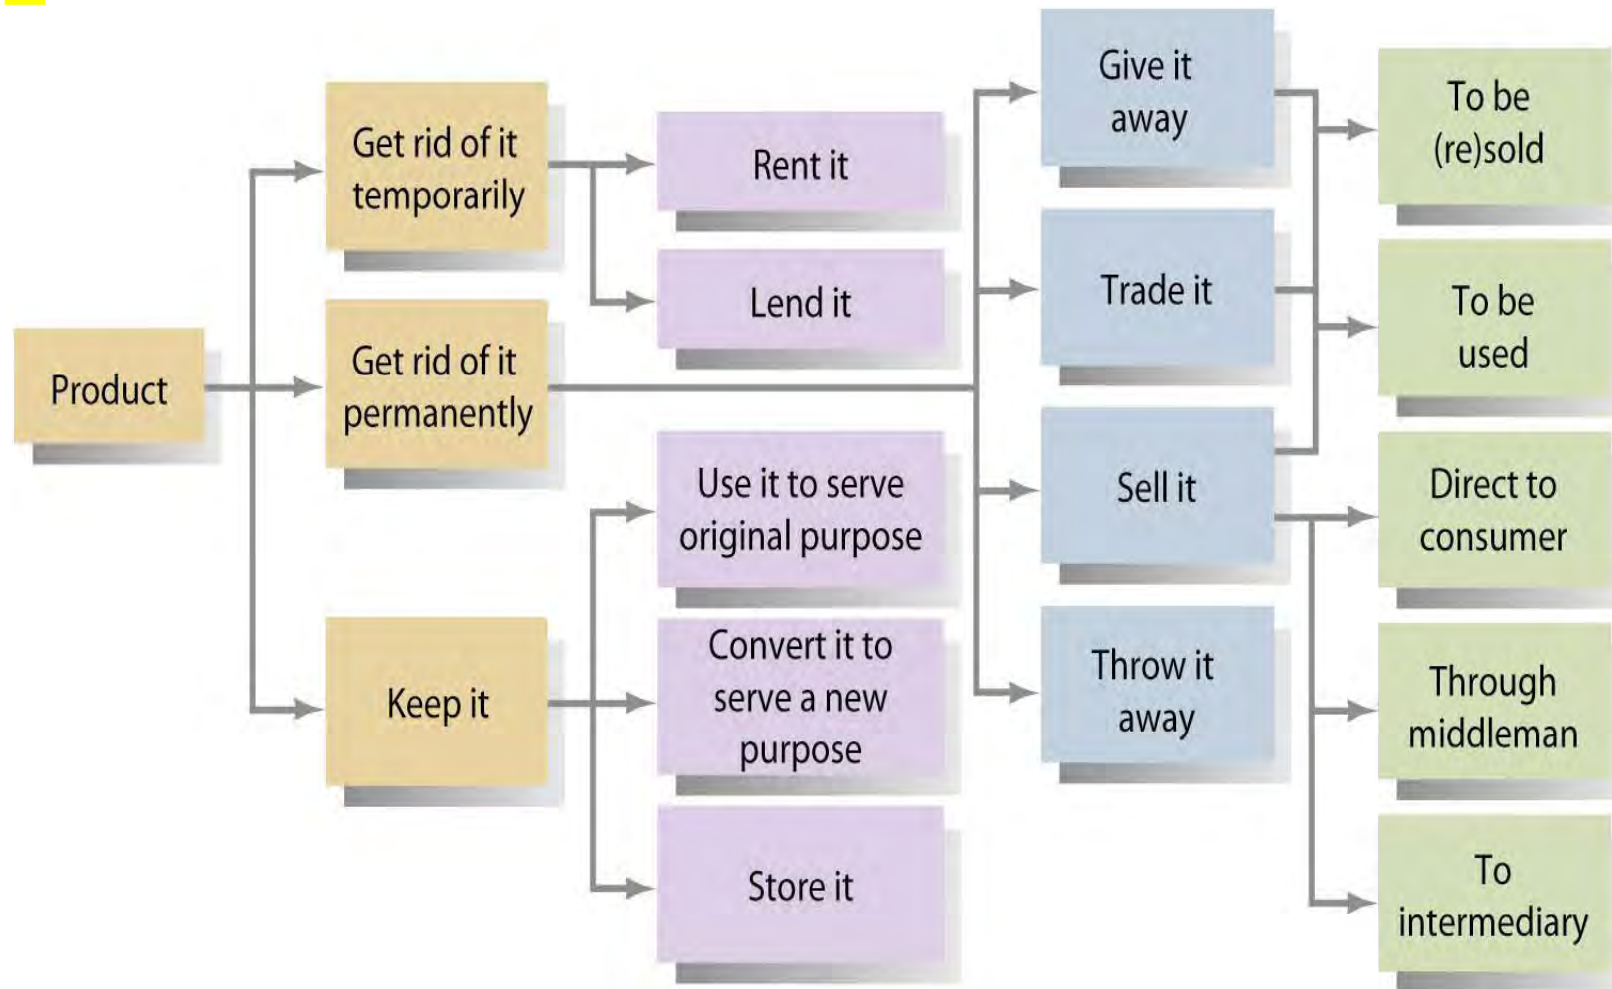 Product
Get rid of it
temporarily
Get rid of it
permanently
Keep it
Rent it
Lend it
Use it to serve
original purpose
Convert it to
serve a new
purpose
Store it
Give it
away
Trade it
Sell it
Throw it
away
To be
(re)sold
To be
used
Direct to
consumer
Through
middleman
To
intermediary